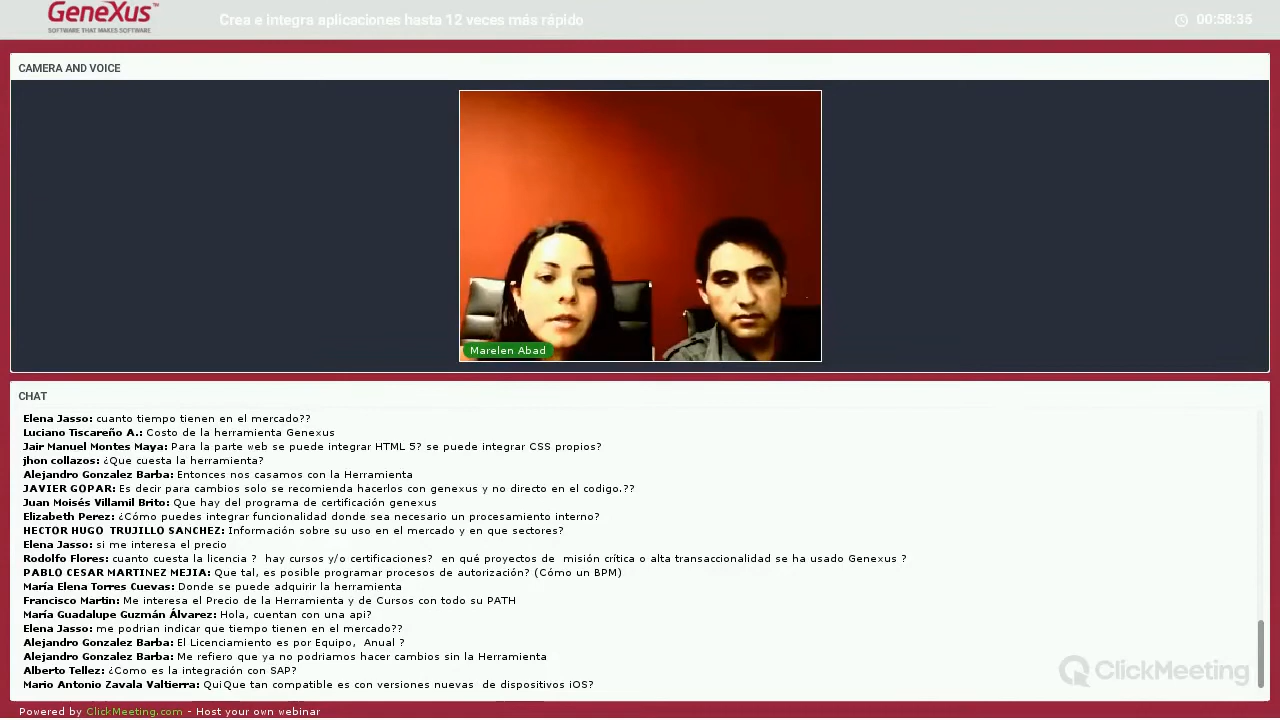 GeneXus™
SOFTWARE THAT MAKES SOFTWARE
Crea e integra aplicaciones hasta 12 veces más rápido
00:58:35
CAMERA AND VOICE
Marelen Abad
CHAT
Elena Jasso: cuanto tiempo tienen en el mercado??
Luciano Tiscareño A.: Costo de la herramienta Genexus
Jair Manuel Montes Maya: Para la parte web se puede integrar HTML 5? se puede integrar CSS propios?
jhon collazos: ¿Que cuesta la herramienta?
Alejandro Gonzalez Barba: Entonces nos casamos con la Herramienta
JAVIER GOPAR: Es decir para cambios solo se recomienda hacerlos con genexus y no directo en el codigo.??
Juan Moisés Villamil Brito: Que hay del programa de certificación genexus
Elizabeth Perez: ¿Cómo puedes integrar funcionalidad donde sea necesario un procesamiento interno?
HECTOR HUGO TRUJILLO SANCHEZ: Información sobre su uso en el mercado y en que sectores?
Elena Jasso: si me interesa el precio
Rodolfo Flores: cuanto cuesta la licencia ? hay cursos y/o certificaciones? en qué proyectos de misión crítica o alta transaccionalidad se ha usado Genexus ?
PABLO CESAR MARTINEZ MEJIA: Que tal, es posible programar procesos de autorización? (Cómo un BPM)
María Elena Torres Cuevas: Donde se puede adquirir la herramienta
Francisco Martin: Me interesa el Precio de la Herramienta y de Cursos con todo su PATH
María Guadalupe Guzmán Álvarez: Hola, cuentan con una api?
Elena Jasso: me podrian indicar que tiempo tienen en el mercado??
Alejandro Gonzalez Barba: El Licenciamiento es por Equipo, Anual ?
Alejandro Gonzalez Barba: Me refiero que ya no podriamos hacer cambios sin la Herramienta
Alberto Tellez: ¿Como es la integración con SAP?
Mario Antonio Zavala Valtierra: QuiQue tan compatible es con versiones nuevas de dispositivos iOS?
ClickMeeting
Powered by ClickMeeting.com - Host your own webinar